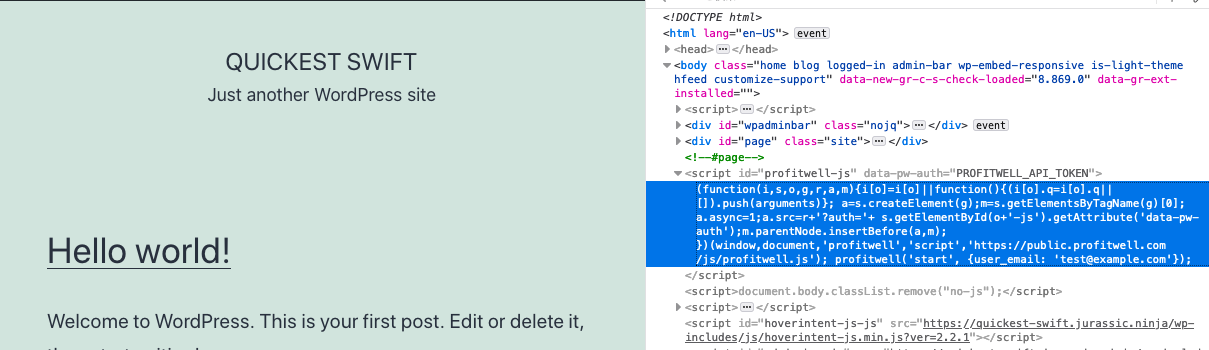 QUICKEST SWIFT
Just another WordPress site
Hello world!
Welcome to WordPress. This is your first post. Edit or delete it,
<!DOCTYPE html>
<html lang="en-US"> event
<head> ... </head>
<body class="home blog logged-in admin-bar wp-embed-responsive is-light-theme
hfeed customize-support" data-new-gr-c-s-check-loaded="8.869.0" data-gr-ext-
installed="">
<script> ... </script>
<div id="wpadminbar" class="nojq"> ... </div> event
<div id="page" class="site"> ... </div>
<!--#page-->
<script id="profitwell-js" data-pw-auth="PROFITWELL_API_TOKEN">
(function(i,s,o,g,r,a,m){i[o]=i[o]||function(){(i[o].q=i[o].q||
[]).push(arguments)}; a=s.createElement(g);m=s.getElementsByTagName(g)[0];
a.async=1;a.src=r+'?auth='+ s.getElementById(o+'-js').getAttribute('data-pw-
auth');m.parentNode.insertBefore(a,m);
})(window,document,'profitwell','script','https://public.profitwell.com
/js/profitwell.js'); profitwell('start', {user_email: 'test@example.com'});
</script>
<script>document.body.classList.remove("no-js");</script>
<script> ... </script>
<script id="hoverintent-js-js" src="https://quickest-swift.jurassic.ninja/wp-
includes/js/hoverintent-js.min.js?ver=2.2.1"></script>